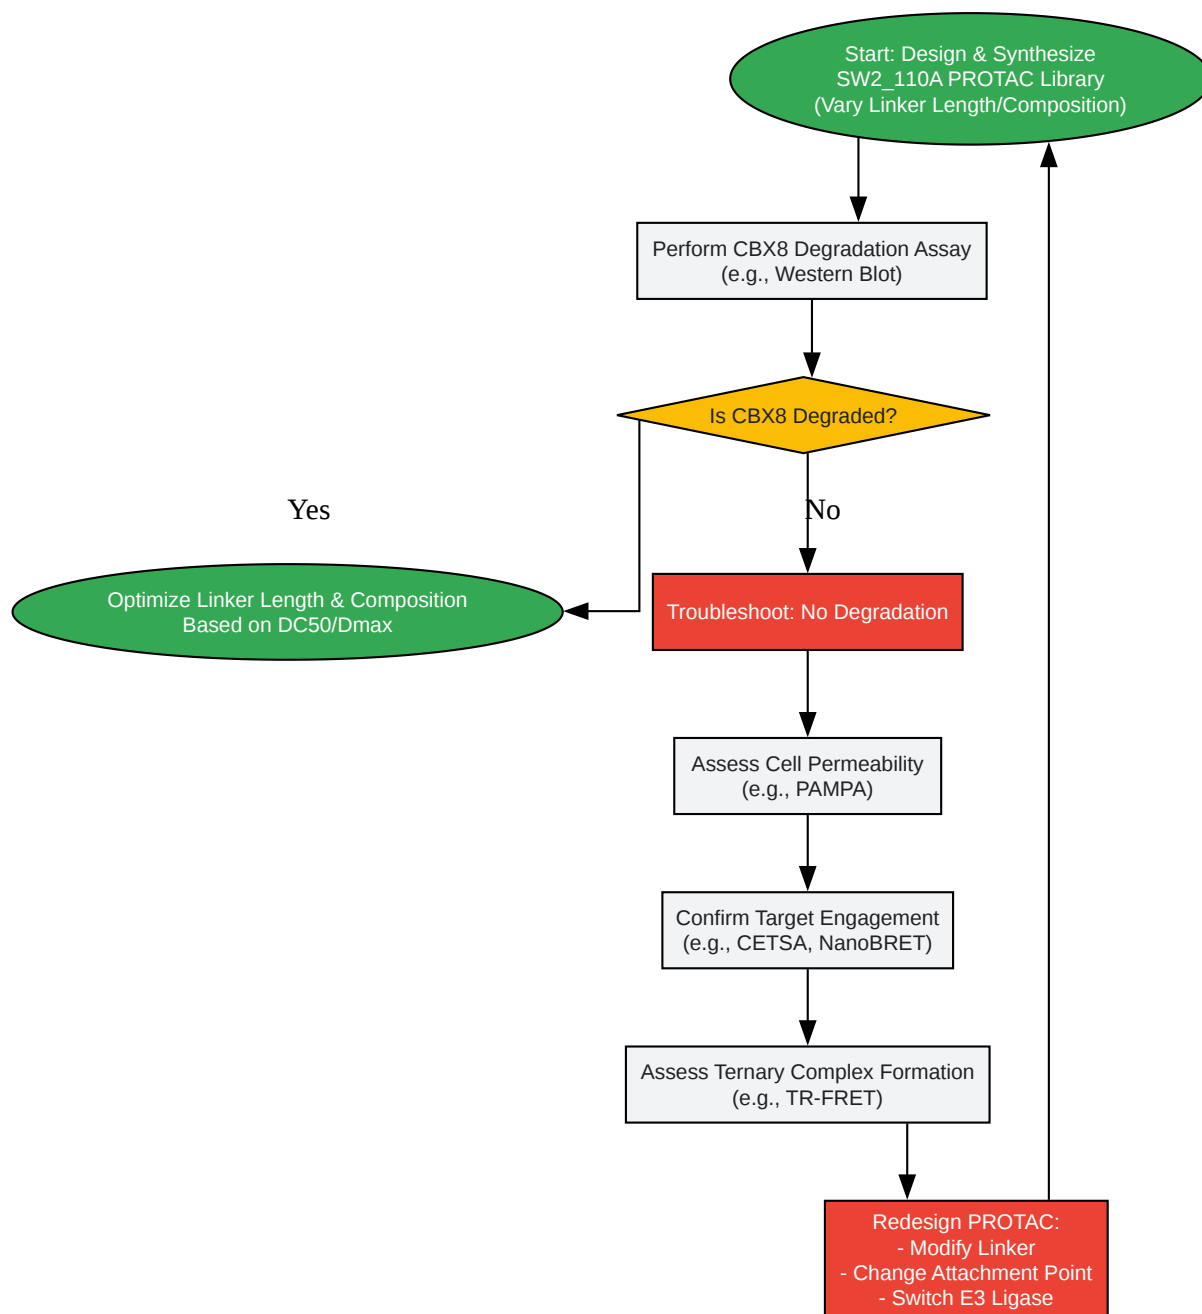 Start: Design & Synthesize
SW2_110A PROTAC Library
(Vary Linker Length/Composition)
Perform CBX8 Degradation Assay
(e.g., Western Blot)
Is CBX8 Degraded?
Yes
No
Optimize Linker Length & Composition
Based on DC50/Dmax
Troubleshoot: No Degradation
Assess Cell Permeability
(e.g., PAMPA)
Confirm Target Engagement
(e.g., CETSA, NanoBRET)
Assess Ternary Complex Formation
(e.g., TR-FRET)
Redesign PROTAC:
- Modify Linker
- Change Attachment Point
- Switch E3 Ligase